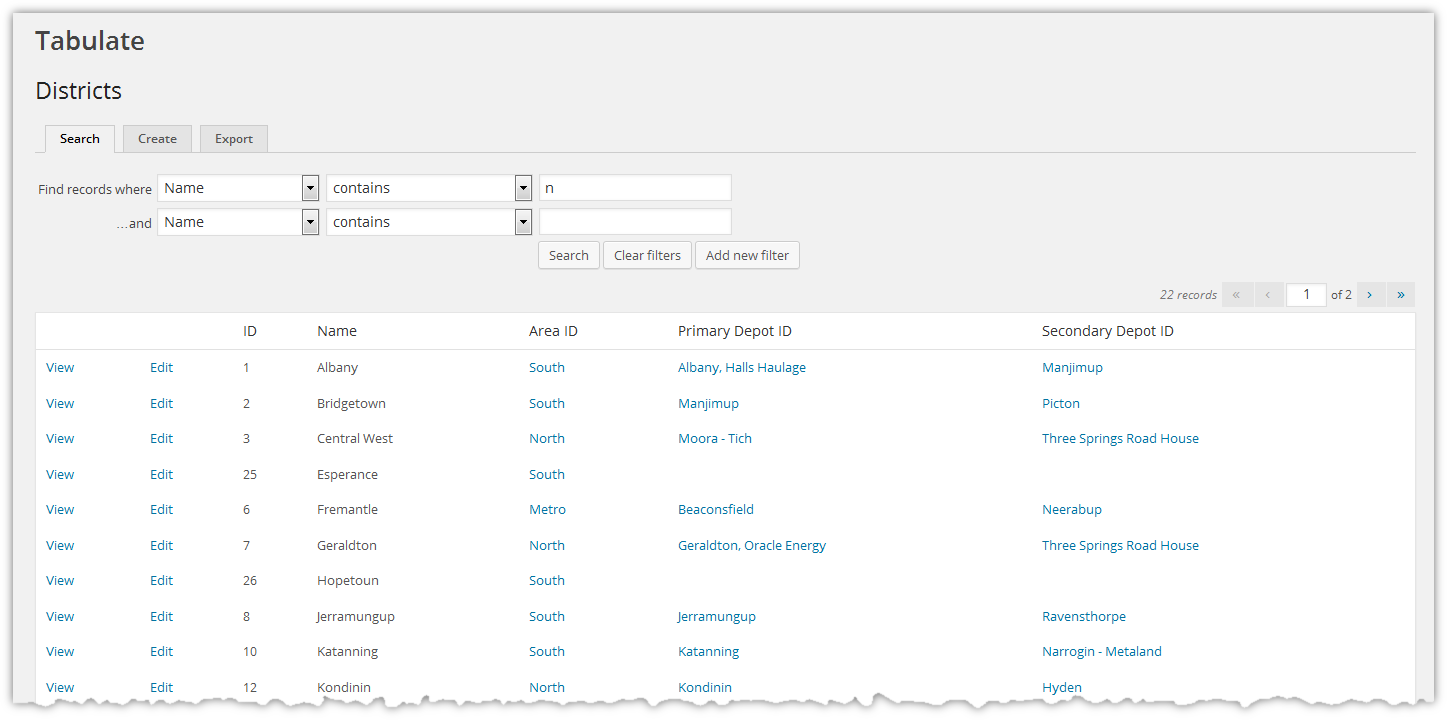 Tabulate
Districts
Search Create Export
Find records where Name contains n
...and Name contains
Search Clear filters Add new filter
22 records « ‹ 1 of 2 › »
ID Name Area ID Primary Depot ID Secondary Depot ID
View Edit 1 Albany South Albany, Halls Haulage Manjimup
View Edit 2 Bridgetown South Manjimup Picton
View Edit 3 Central West North Moora - Tich Three Springs Road House
View Edit 25 Esperance South
View Edit 6 Fremantle Metro Beaconsfield Neerabup
View Edit 7 Geraldton North Geraldton, Oracle Energy Three Springs Road House
View Edit 26 Hopetoun South
View Edit 8 Jerramungup South Jerramungup Ravensthorpe
View Edit 10 Katanning South Katanning Narrogin - Metaland
View Edit 12 Kondinin North Kondinin Hyden